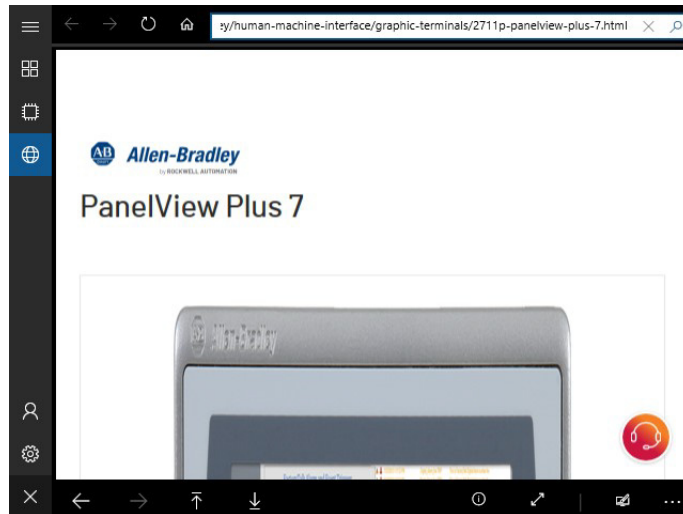 ey/human-machine-interface/graphic-terminals/2711p-panelview-plus-7.html
AB Allen-Bradley
by ROCKWELL AUTOMATION
PanelView Plus 7
AB Allen-Bradley